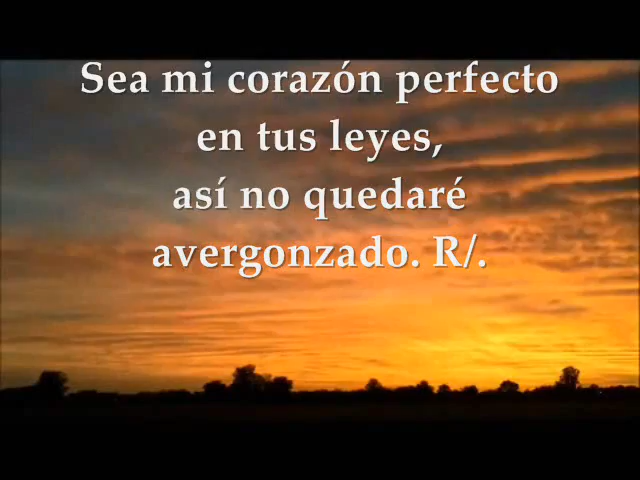 Sea mi corazón perfecto
en tus leyes,
así no quedaré
avergonzado. R/.